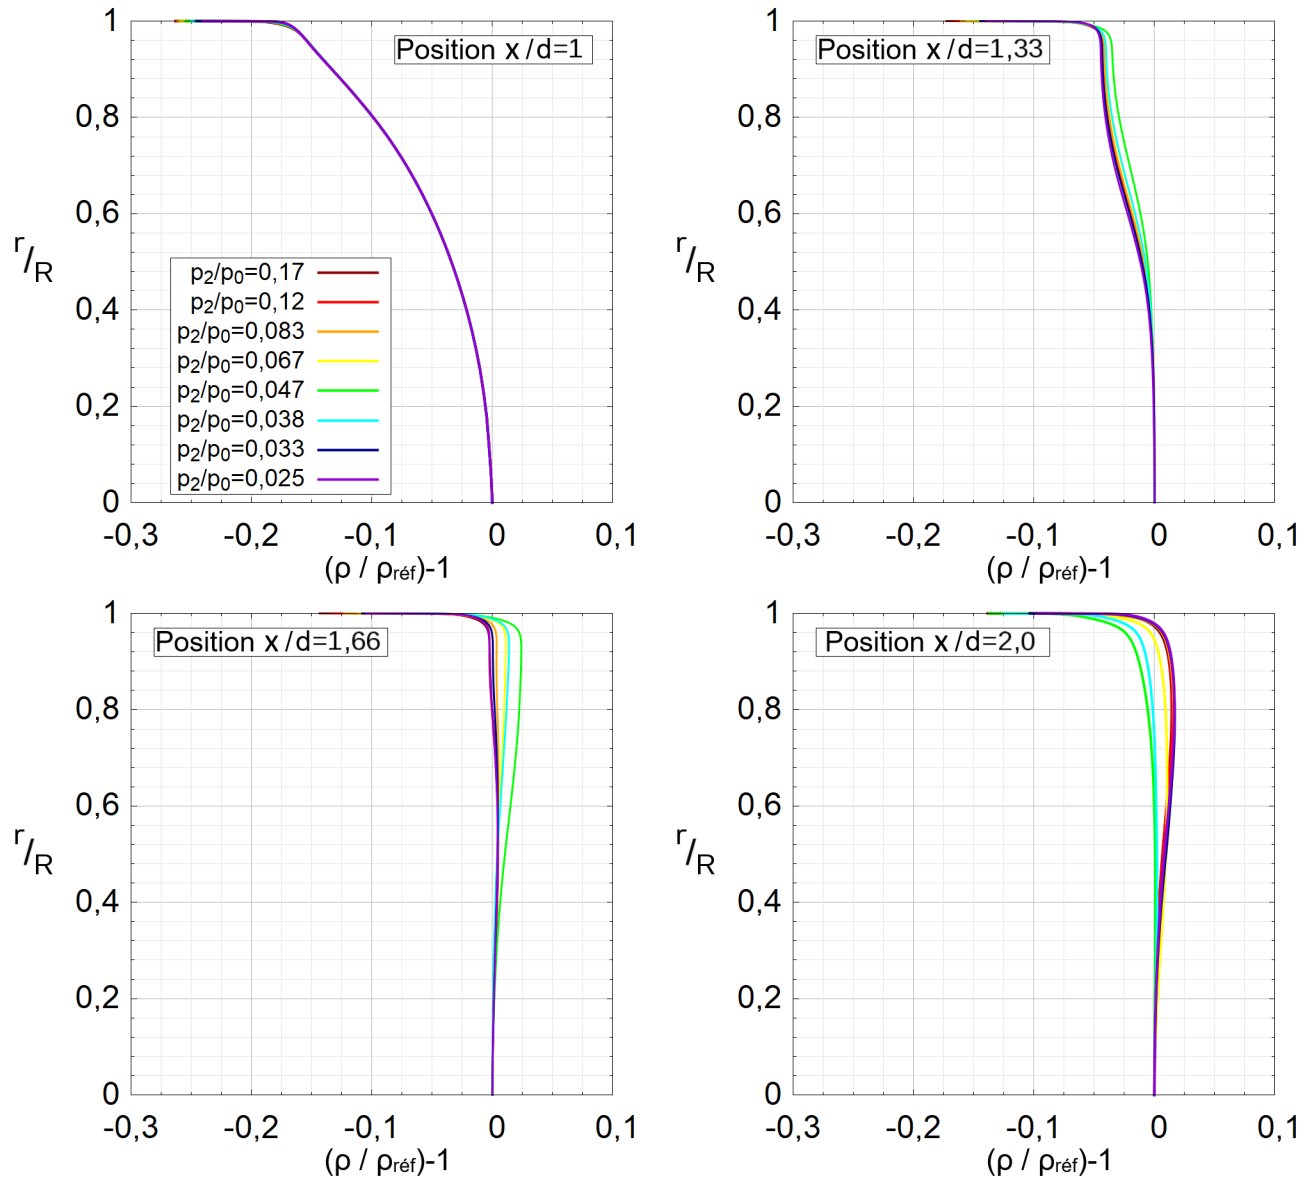 1
0,8
0,6
0,4
0,2
0
r/R
Position x/d=1
p2/p0=0,17
p2/p0=0,12
p2/p0=0,083
p2/p0=0,067
p2/p0=0,047
p2/p0=0,038
p2/p0=0,033
p2/p0=0,025
-0,3 -0,2 -0,1 0 0,1
(ρ / ρréf)-1
1
0,8
0,6
0,4
0,2
0
r/R
Position x/d=1,33
-0,3 -0,2 -0,1 0 0,1
(ρ / ρréf)-1
1
0,8
0,6
0,4
0,2
0
r/R
Position x/d=1,66
-0,3 -0,2 -0,1 0 0,1
(ρ / ρréf)-1
1
0,8
0,6
0,4
0,2
0
r/R
Position x/d=2,0
-0,3 -0,2 -0,1 0 0,1
(ρ / ρréf)-1